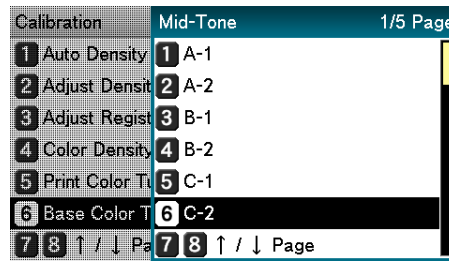 Calibration
1 Auto Density
2 Adjust Densit
3 Adjust Regist
4 Color Density
5 Print Color Tu
6 Base Color T
7 8 ↑ / ↓ Pa
Mid-Tone 1/5 Page
1 A-1
2 A-2
3 B-1
4 B-2
5 C-1
6 C-2
7 8 ↑ / ↓ Page